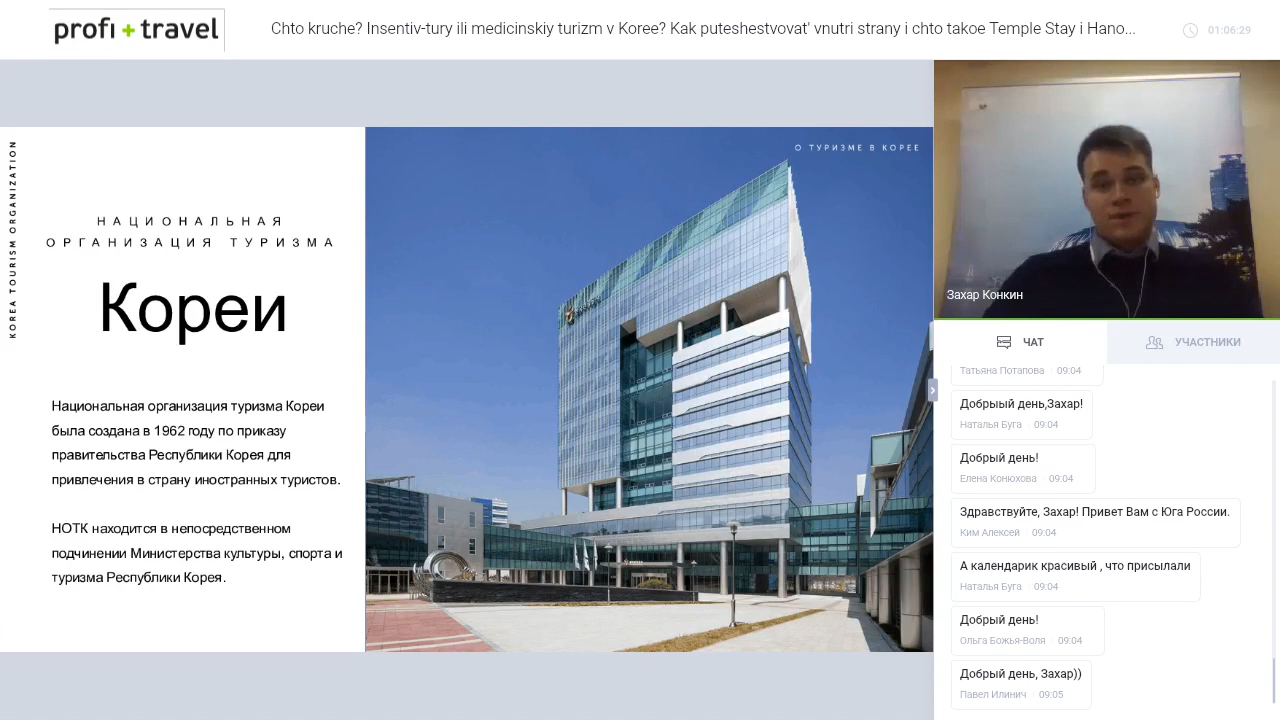 profi+travel
Chto kruche? Insentiv-tury ili medicinskiy turizm v Koree? Kak puteshestvovat' vnutri strany i chto takoe Temple Stay i Hano...
01:06:29
KOREA TOURISM ORGANIZATION
НАЦИОНАЛЬНАЯ
ОРГАНИЗАЦИЯ ТУРИЗМА
Кореи
Национальная организация туризма Кореи
была создана в 1962 году по приказу
правительства Республики Корея для
привлечения в страну иностранных туристов.
НОТК находится в непосредственном
подчинении Министерства культуры, спорта и
туризма Республики Корея.
О ТУРИЗМЕ В КОРЕЕ
Захар Конкин
ЧАТ
УЧАСТНИКИ
Татьяна Потапова 09:04
Добрыый день,Захар!
Наталья Буга 09:04
Добрый день!
Елена Конюхова 09:04
Здравствуйте, Захар! Привет Вам с Юга России.
Ким Алексей 09:04
А календарик красивый , что присылали
Наталья Буга 09:04
Добрый день!
Ольга Божья-Воля 09:04
Добрый день, Захар))
Павел Илинич 09:05